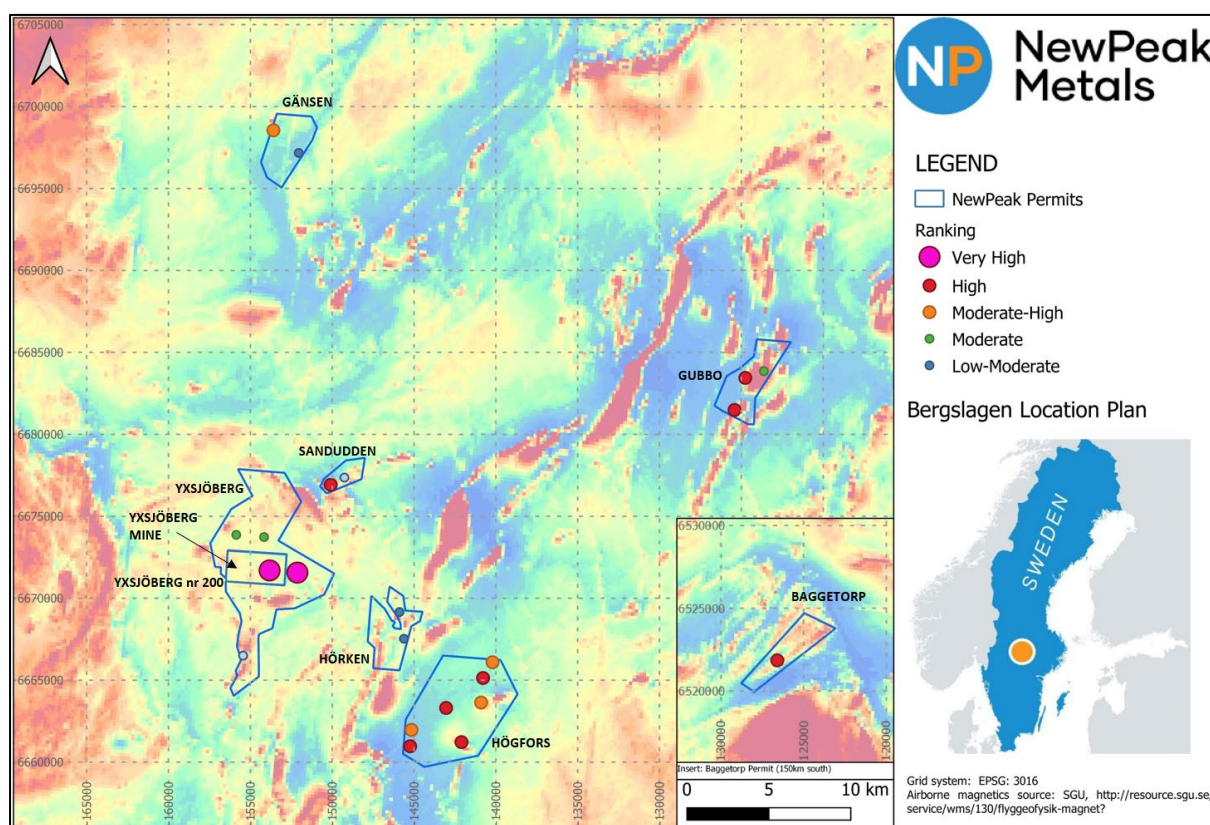 6705000
6700000
6695000
6690000
6685000
6680000
6675000
6670000
6665000
6660000
GÄNSEN
GUBBO
SANDUDDEN
YXSJÖBERG
YXSJÖBERG
MINE
YXSJÖBERG nr 200
HÖRKEN
HÖGFORS
165000
160000
155000
150000
145000
140000
135000
130000
6530000
6525000
6520000
BAGGETORP
130000
125000
120000
Insert: Baggetorp Permit (150km south)
0 5 10 km
NP
NewPeak
Metals
LEGEND
NewPeak Permits
Ranking
Very High
High
Moderate-High
Moderate
Low-Moderate
Bergslagen Location Plan
SWEDEN
Grid system: EPSG: 3016
Airborne magnetics source: SGU, http://resource.sgu.se/
service/wms/130/flyggeofysik-magnet?